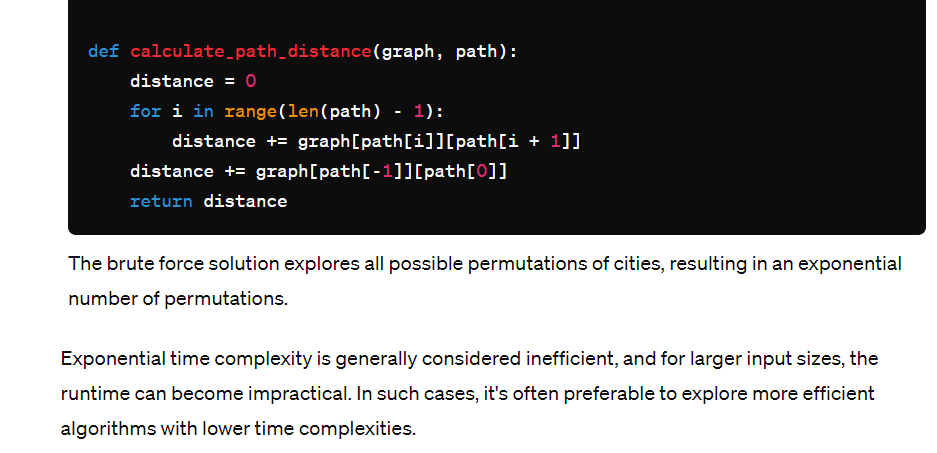 def calculate_path_distance(graph, path):
    distance = 0
    for i in range(len(path) - 1):
        distance += graph[path[i]][path[i + 1]]
    distance += graph[path[-1]][path[0]]
    return distance
The brute force solution explores all possible permutations of cities, resulting in an exponential
number of permutations.
Exponential time complexity is generally considered inefficient, and for larger input sizes, the
runtime can become impractical. In such cases, it's often preferable to explore more efficient
algorithms with lower time complexities.